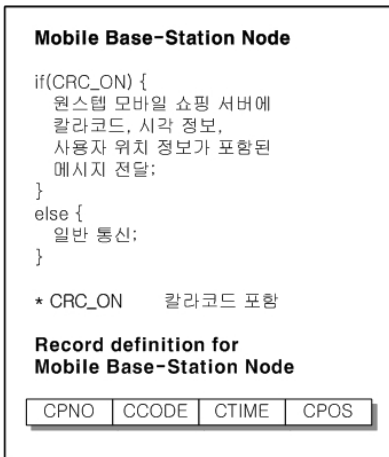 Mobile Base-Station Node
if(CRC_ON) {
원스텝 모바일 쇼핑 서버에
칼라코드, 시각 정보,
사용자 위치 정보가 포함된
메시지 전달;
}
else {
일반 통신;
}
* CRC_ON 칼라코드 포함
Record definition for
Mobile Base-Station Node
CPNO CCODE CTIME CPOS